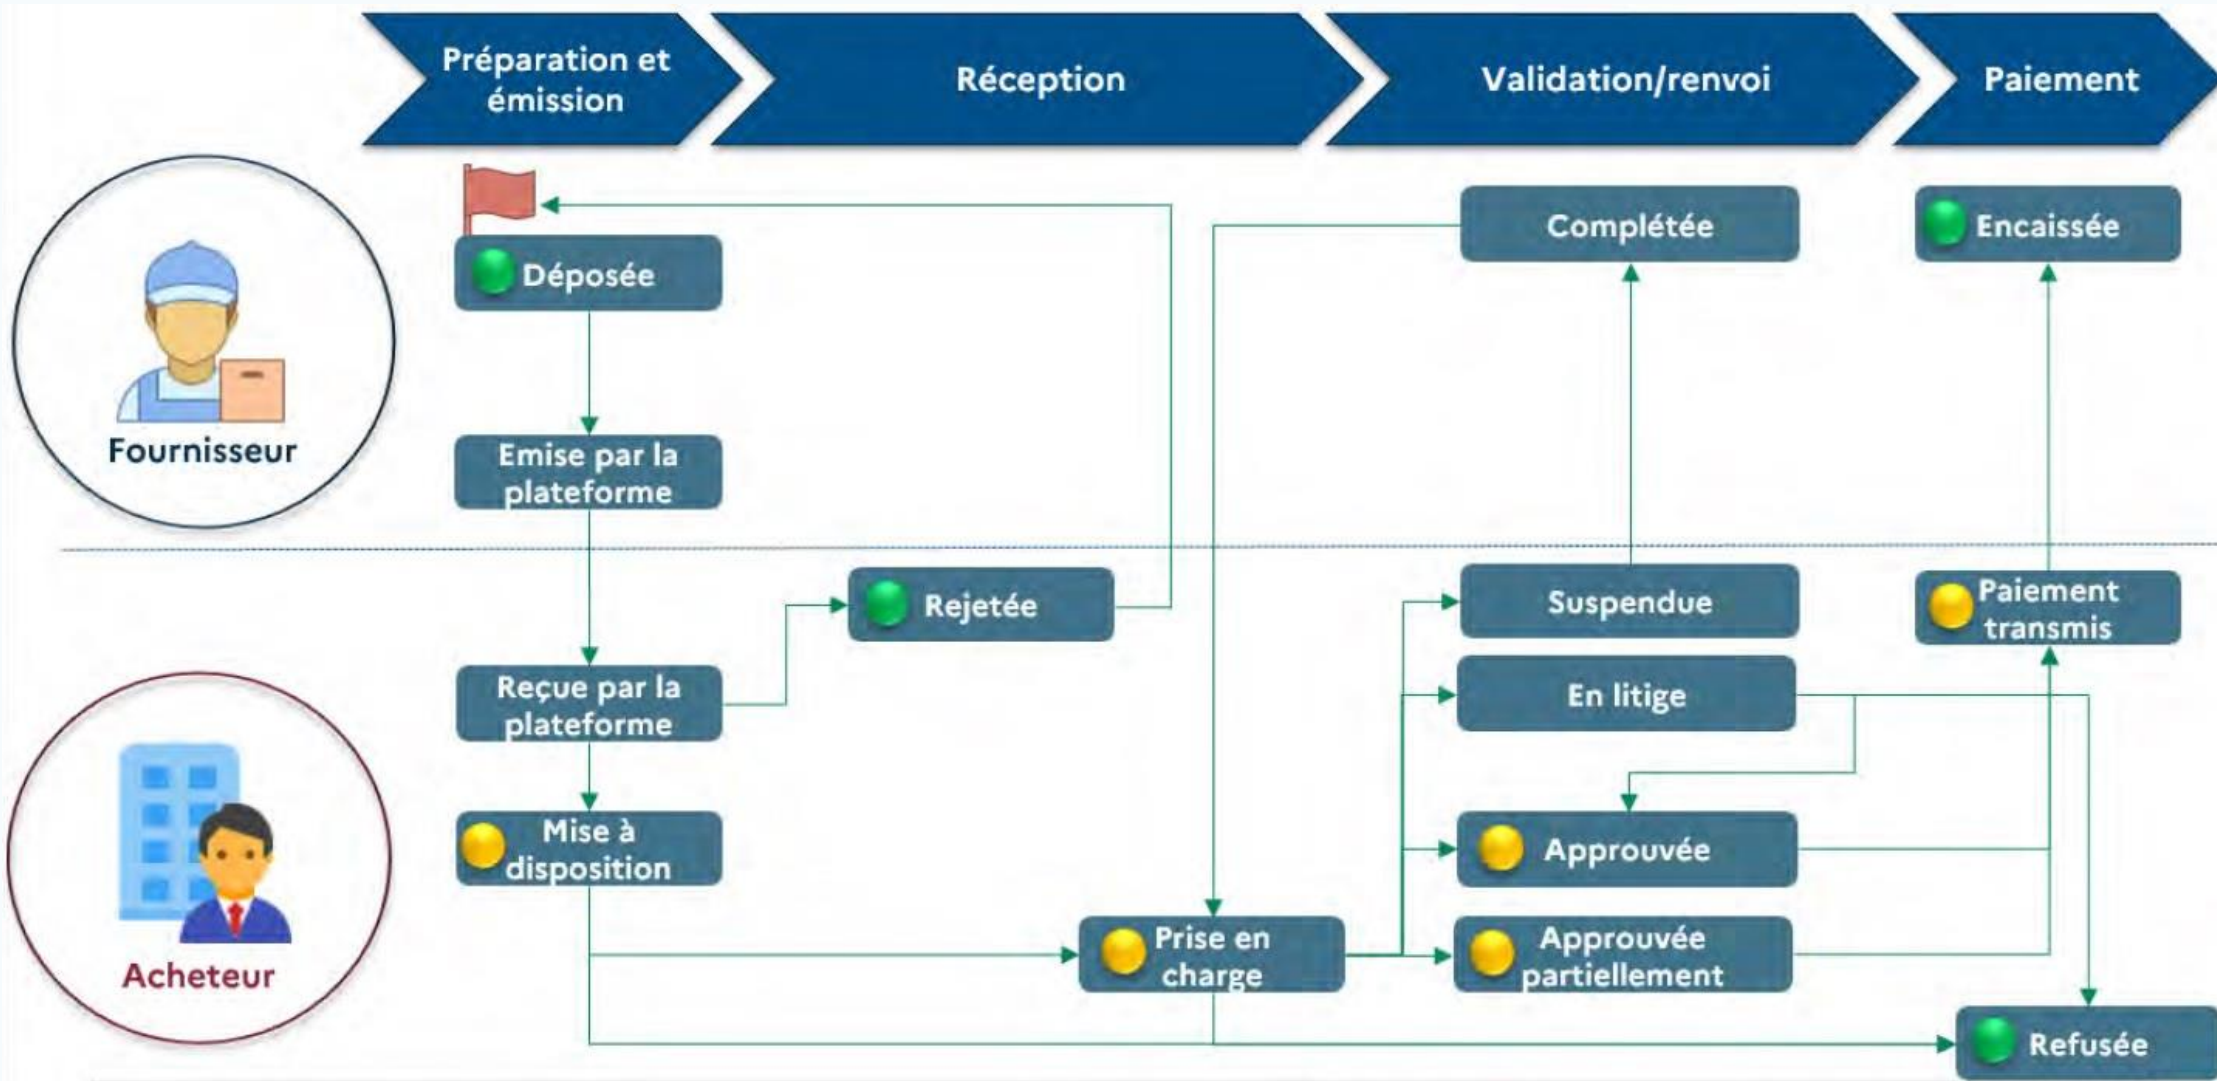 Préparation et
émission
Réception
Validation/renvoi
Paiement
Déposée
Complétée
Encaissée
Fournisseur
Emise par la
plateforme
Rejetée
Suspendue
Paiement
transmis
Reçue par la
plateforme
En litige
Mise à
disposition
Approuvée
Acheteur
Prise en
charge
Approuvée
partiellement
Refusée